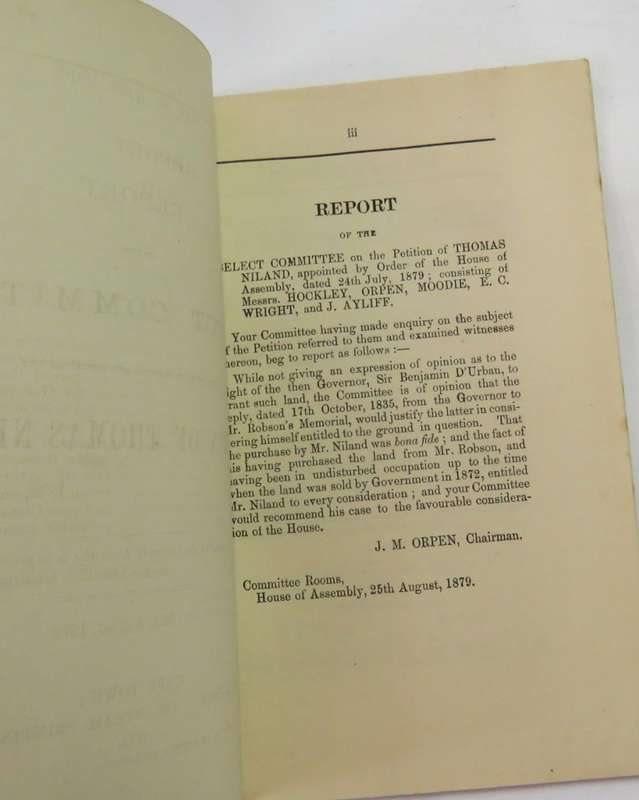 iii
REPORT
OF THE
SELECT COMMITTEE on the Petition of THOMAS
NILAND, appointed by Order of the House of
Assembly, dated 24th July, 1879; consisting of
Messrs. HOCKLEY, ORPEN, MOODIE, E. C.
WRIGHT, and J. AYLIFF.
Your Committee having made enquiry on the subject
f the Petition referred to them and examined witnesses
hereon, beg to report as follows :—
While not giving an expression of opinion as to the
ight of the then Governor, Sir Benjamin D'Urban, to
rant such land, the Committee is of opinion that the
eply, dated 17th October, 1835, from the Governor to
Mr. Robson's Memorial, would justify the latter in consi-
ering himself entitled to the ground in question. That
he purchase by Mr. Niland was bona fide; and the fact of
his having purchased the land from Mr. Robson, and
having been in undisturbed occupation up to the time
when the land was sold by Government in 1872, entitled
Mr. Niland to every consideration; and your Committee
would recommend his case to the favourable considera-
ion of the House.
J. M. ORPEN, Chairman.
Committee Rooms,
House of Assembly, 25th August, 1879.